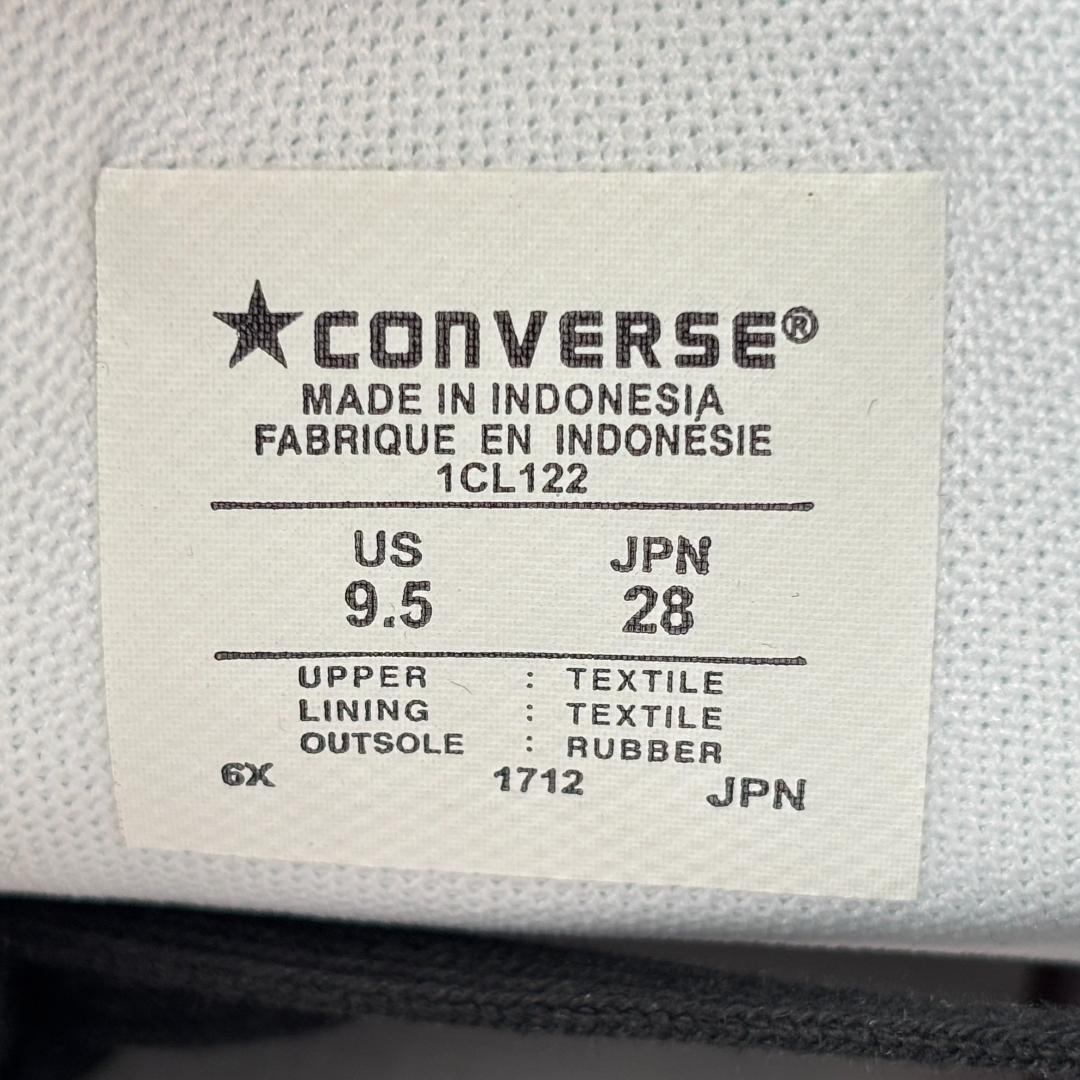 ★CONVERSE®
MADE IN INDONESIA
FABRIQUE EN INDONÉSIE
1CL122
US JPN
9.5 28
UPPER : TEXTILE
LINING : TEXTILE
OUTSOLE : RUBBER
6X 1712 JPN